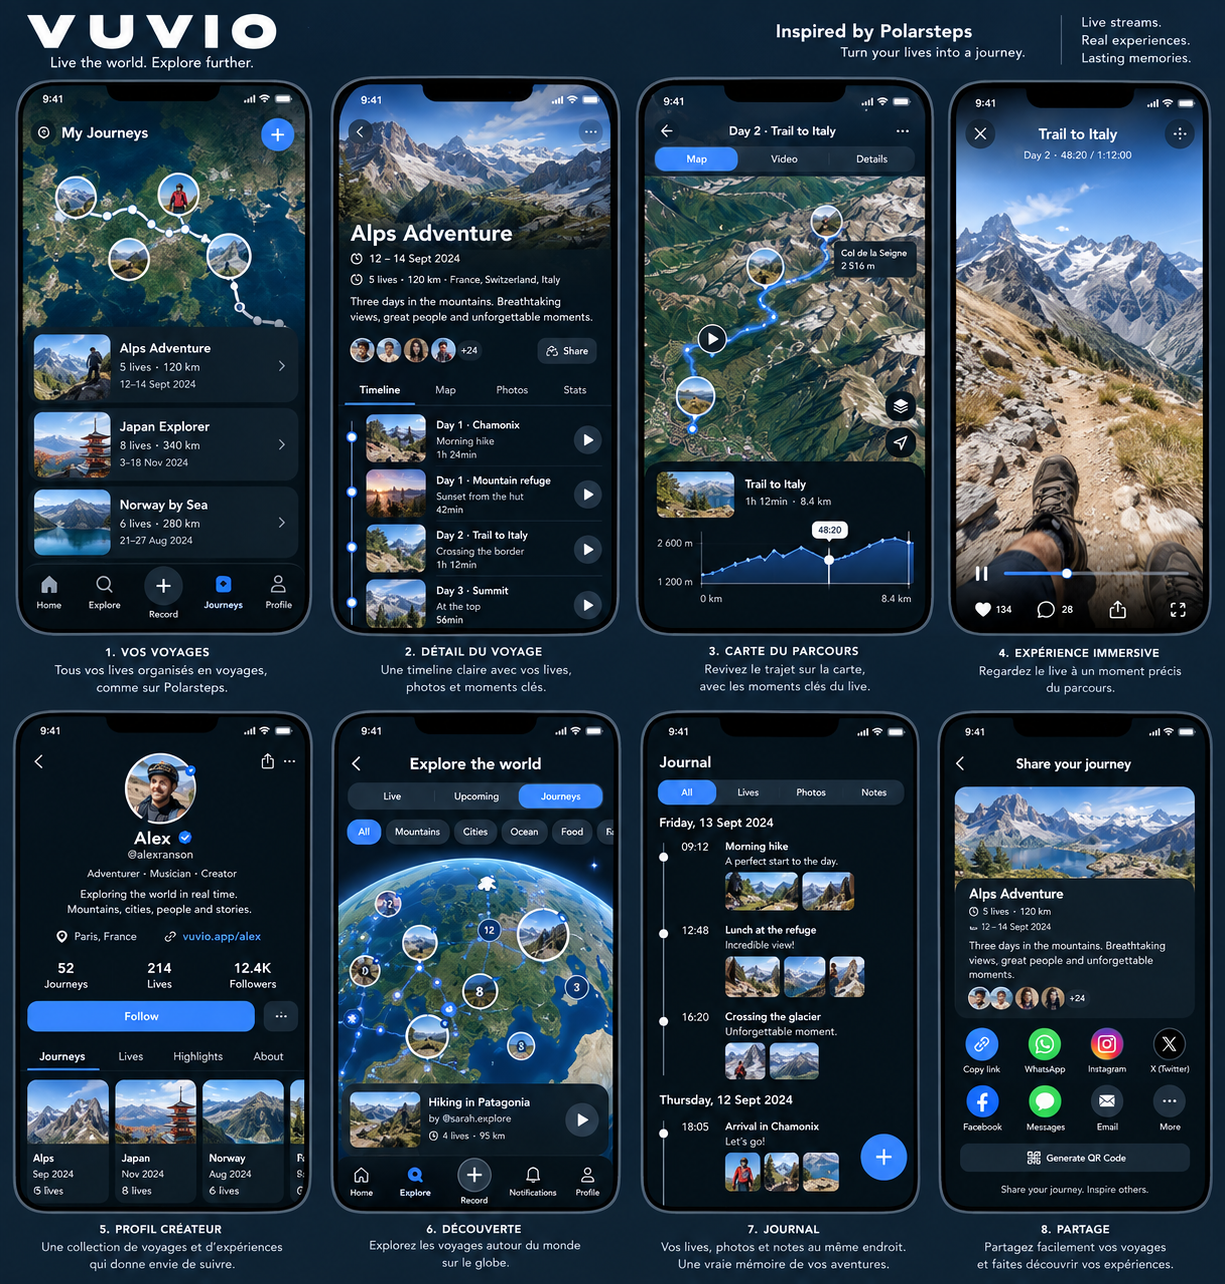 VUVIO
Live the world. Explore further.
Inspired by Polarsteps
Turn your lives into a journey.
Live streams.
Real experiences.
Lasting memories.
9:41
My Journeys
Alps Adventure
5 lives • 120 km
12–14 Sept 2024
Japan Explorer
8 lives • 340 km
3–18 Nov 2024
Norway by Sea
6 lives • 280 km
21–27 Aug 2024
Home
Explore
Record
Journeys
Profile
1. VOS VOYAGES
Tous vos lives organisés en voyages,
comme sur Polarsteps.
9:41
Alps Adventure
12 – 14 Sept 2024
5 lives • 120 km • France, Switzerland, Italy
Three days in the mountains. Breathtaking
views, great people and unforgettable moments.
+24
Share
Timeline
Map
Photos
Stats
Day 1 · Chamonix
Morning hike
1h 24min
Day 1 · Mountain refuge
Sunset from the hut
42min
Day 2 · Trail to Italy
Crossing the border
1h 12min
Day 3 · Summit
At the top
56min
2. DÉTAIL DU VOYAGE
Une timeline claire avec vos lives,
photos et moments clés.
9:41
Day 2 · Trail to Italy
Map
Video
Details
Col de la Seigne
2 516 m
Trail to Italy
1h 12min · 8.4 km
48:20
2 600 m
1 200 m
0 km
8.4 km
3. CARTE DU PARCOURS
Revivez le trajet sur la carte,
avec les moments clés du live.
9:41
Trail to Italy
Day 2 · 48:20 / 1:12:00
134
28
4. EXPÉRIENCE IMMERSIVE
Regardez le live à un moment précis
du parcours.
9:41
Alex
@alexranson
Adventurer • Musician • Creator
Exploring the world in real time.
Mountains, cities, people and stories.
Paris, France
vuvio.app/alex
52
Journeys
214
Lives
12.4K
Followers
Follow
Journeys
Lives
Highlights
About
Alps
Sep 2024
5 lives
Japan
Nov 2024
8 lives
Norway
Aug 2024
6 lives
5. PROFIL CRÉATEUR
Une collection de voyages et d'expériences
qui donne envie de suivre.
9:41
Explore the world
Live
Upcoming
Journeys
All
Mountains
Cities
Ocean
Food
12
8
3
8
Hiking in Patagonia
by @sarah.explore
4 lives • 95 km
Home
Explore
Record
Notifications
Profile
6. DÉCOUVERTE
Explorez les voyages autour du monde
sur le globe.
9:41
Journal
All
Lives
Photos
Notes
Friday, 13 Sept 2024
09:12
Morning hike
A perfect start to the day.
12:48
Lunch at the refuge
Incredible view!
16:20
Crossing the glacier
Unforgettable moment.
Thursday, 12 Sept 2024
18:05
Arrival in Chamonix
Let's go!
7. JOURNAL
Vos lives, photos et notes au même endroit.
Une vraie mémoire de vos aventures.
9:41
Share your journey
Alps Adventure
5 lives • 120 km
12 – 14 Sept 2024
Three days in the mountains. Breathtaking
views, great people and unforgettable
moments.
+24
Copy link
WhatsApp
Instagram
X (Twitter)
Facebook
Messages
Email
More
Generate QR Code
Share your journey. Inspire others.
8. PARTAGE
Partagez facilement vos voyages
et faites découvrir vos expériences.